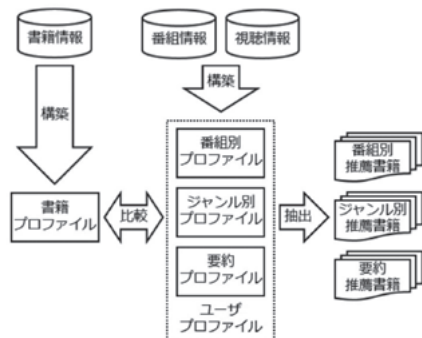 書籍情報
番組情報
視聴情報
構築
構築
番組別
プロファイル
番組別
推薦書籍
書籍
プロファイル
比較
ジャンル別
プロファイル
抽出
ジャンル別
推薦書籍
要約
プロファイル
要約
推薦書籍
ユーザ
プロファイル